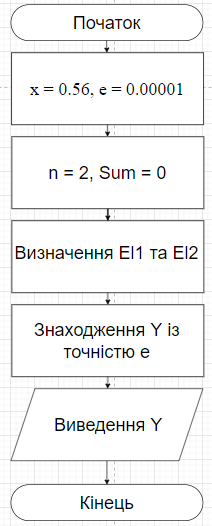 Початок
x = 0.56, e = 0.00001
n = 2, Sum = 0
Визначення El1 та El2
Знаходження Y із
точністю e
Виведення Y
Кінець